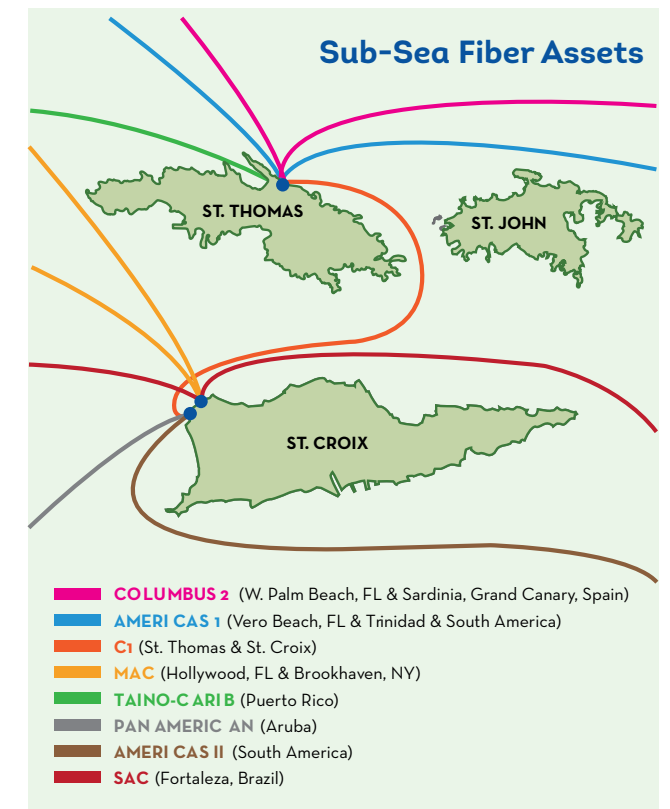 Sub-Sea Fiber Assets
ST. THOMAS
ST. JOHN
ST. CROIX
COLUMBUS 2 (W. Palm Beach, FL & Sardinia, Grand Canary, Spain)
AMERICAS 1 (Vero Beach, FL & Trinidad & South America)
C1 (St. Thomas & St. Croix)
MAC (Hollywood, FL & Brookhaven, NY)
TAINO-CARIB (Puerto Rico)
PAN AMERICAN (Aruba)
AMERICAS II (South America)
SAC (Fortaleza, Brazil)